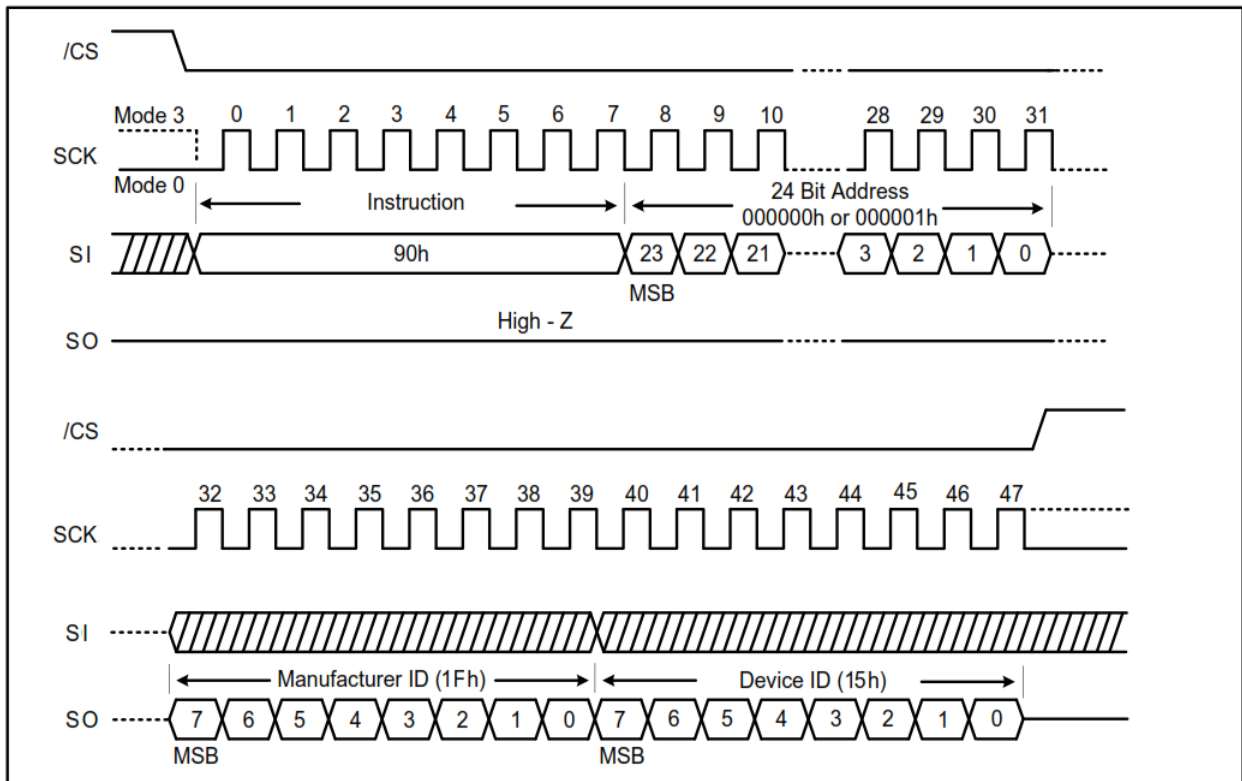 /CS
Mode 3 0 1 2 3 4 5 6 7 8 9 10 28 29 30 31
SCK
Mode 0
Instruction
24 Bit Address
000000h or 000001h
SI 90h 23 22 21 3 2 1 0
MSB
High - Z
SO
/CS
32 33 34 35 36 37 38 39 40 41 42 43 44 45 46 47
SCK
SI
Manufacturer ID (1Fh) Device ID (15h)
SO 7 6 5 4 3 2 1 0 7 6 5 4 3 2 1 0
MSB MSB